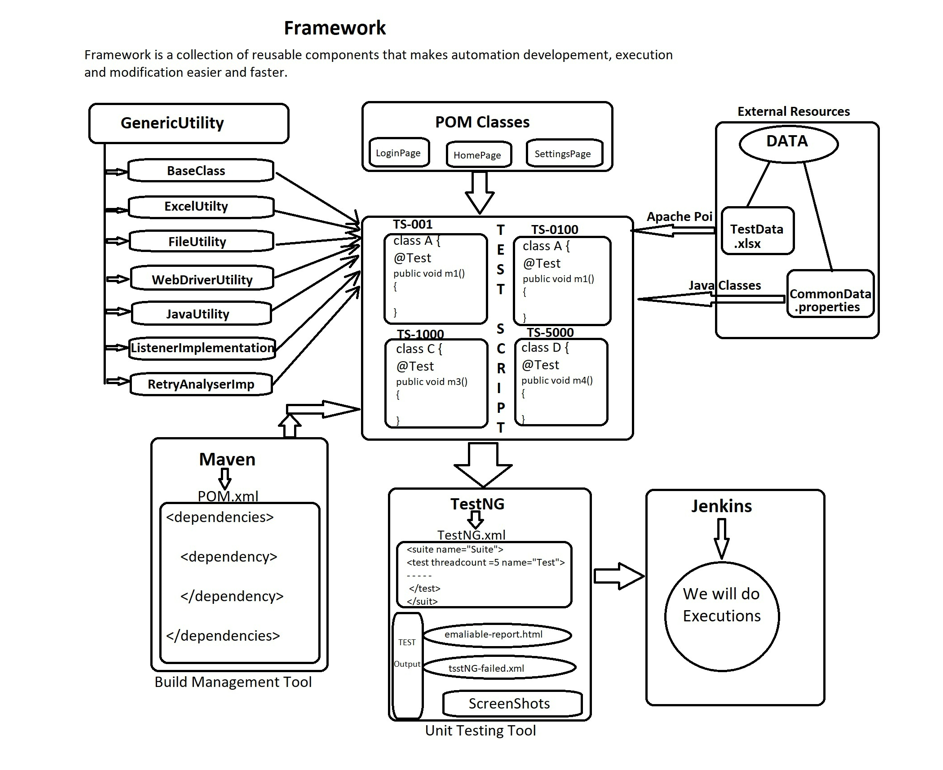 Framework
Framework is a collection of reusable components that makes automation developement, execution
and modification easier and faster.
GenericUtility
BaseClass
ExcelUtilty
FileUtility
WebDriverUtility
JavaUtility
ListenerImplementation
RetryAnalyserImp
POM Classes
LoginPage
HomePage
SettingsPage
External Resources
DATA
TestData
.xlsx
CommonData
.properties
Apache Poi
Java Classes
TS-001
class A {
@Test
public void m1()
{
}
TEST SCRIPT
TS-0100
class A {
@Test
public void m1()
{
}
TS-1000
class C {
@Test
public void m3()
{
}
TS-5000
class D {
@Test
public void m4()
{
}
Maven
POM.xml
<dependencies>
<dependency>
</dependency>
</dependencies>
Build Management Tool
TestNG
TestNG.xml
<suite name="Suite">
<test threadcount =5 name="Test">
-----
</test>
</suit>
TEST
Output
emaliable-report.html
tsstNG-failed.xml
ScreenShots
Unit Testing Tool
Jenkins
We will do
Executions